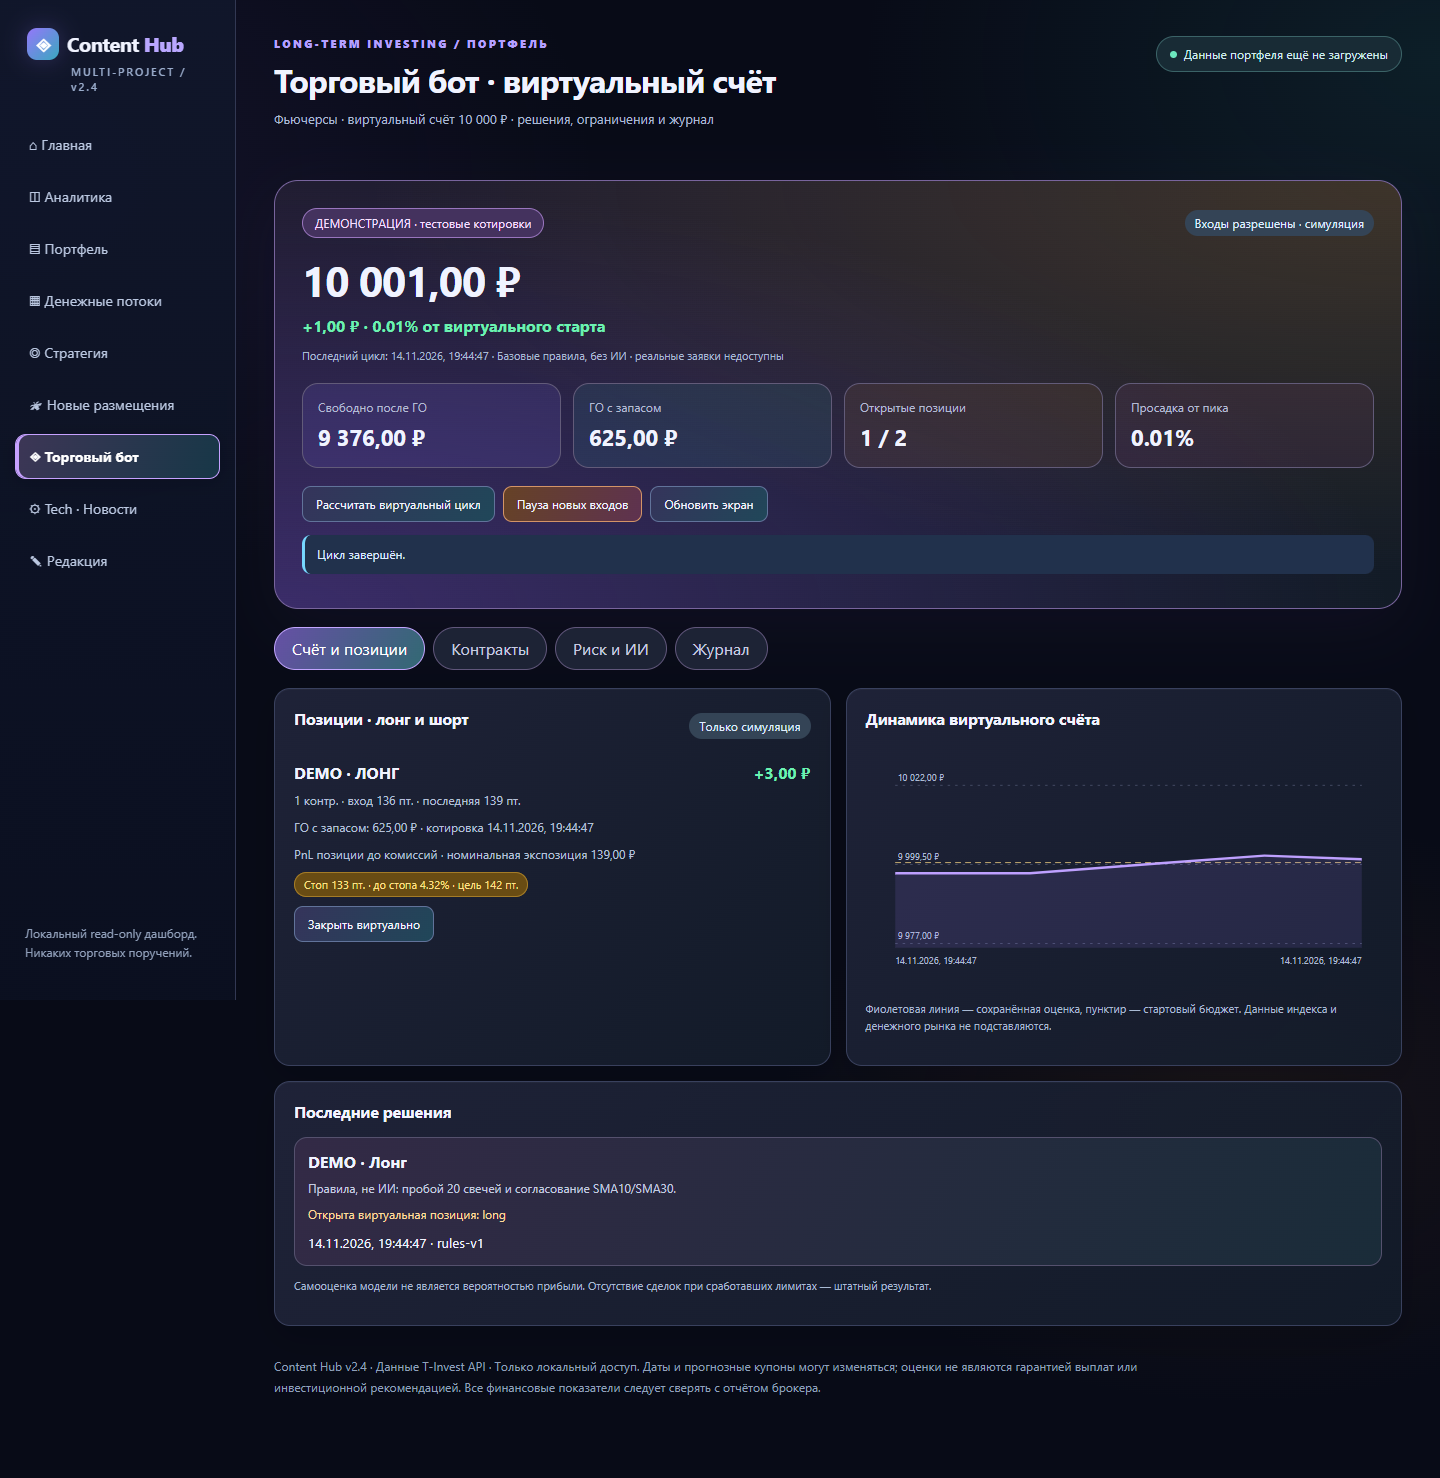 Content Hub
MULTI-PROJECT /
v2.4
Главная
Аналитика
Портфель
Денежные потоки
Стратегия
Новые размещения
Торговый бот
Tech · Новости
Редакция
Локальный read-only дашборд.
Никаких торговых поручений.
LONG-TERM INVESTING / ПОРТФЕЛЬ
Торговый бот · виртуальный счёт
Фьючерсы · виртуальный счёт 10 000 ₽ · решения, ограничения и журнал
Данные портфеля ещё не загружены
ДЕМОНСТРАЦИЯ · тестовые котировки
Входы разрешены · симуляция
10 001,00 ₽
+1,00 ₽ · 0.01% от виртуального старта
Последний цикл: 14.11.2026, 19:44:47 · Базовые правила, без ИИ · реальные заявки недоступны
Свободно после ГО
9 376,00 ₽
ГО с запасом
625,00 ₽
Открытые позиции
1 / 2
Просадка от пика
0.01%
Рассчитать виртуальный цикл
Пауза новых входов
Обновить экран
Цикл завершён.
Счёт и позиции
Контракты
Риск и ИИ
Журнал
Позиции · лонг и шорт
Только симуляция
DEMO · ЛОНГ
+3,00 ₽
1 контр. · вход 136 пт. · последняя 139 пт.
ГО с запасом: 625,00 ₽ · котировка 14.11.2026, 19:44:47
PnL позиции до комиссий · номинальная экспозиция 139,00 ₽
Стоп 133 пт. · до стопа 4.32% · цель 142 пт.
Закрыть виртуально
Динамика виртуального счёта
10 022,00 ₽
9 999,50 ₽
9 977,00 ₽
14.11.2026, 19:44:47
14.11.2026, 19:44:47
Фиолетовая линия — сохранённая оценка, пунктир — стартовый бюджет. Данные индекса и
денежного рынка не подставляются.
Последние решения
DEMO · Лонг
Правила, не ИИ: пробой 20 свечей и согласование SMA10/SMA30.
Открыта виртуальная позиция: long
14.11.2026, 19:44:47 · rules-v1
Самооценка модели не является вероятностью прибыли. Отсутствие сделок при сработавших лимитах — штатный результат.
Content Hub v2.4 · Данные T-Invest API · Только локальный доступ. Даты и прогнозные купоны могут изменяться; оценки не являются гарантией выплат или
инвестиционной рекомендацией. Все финансовые показатели следует сверять с отчётом брокера.